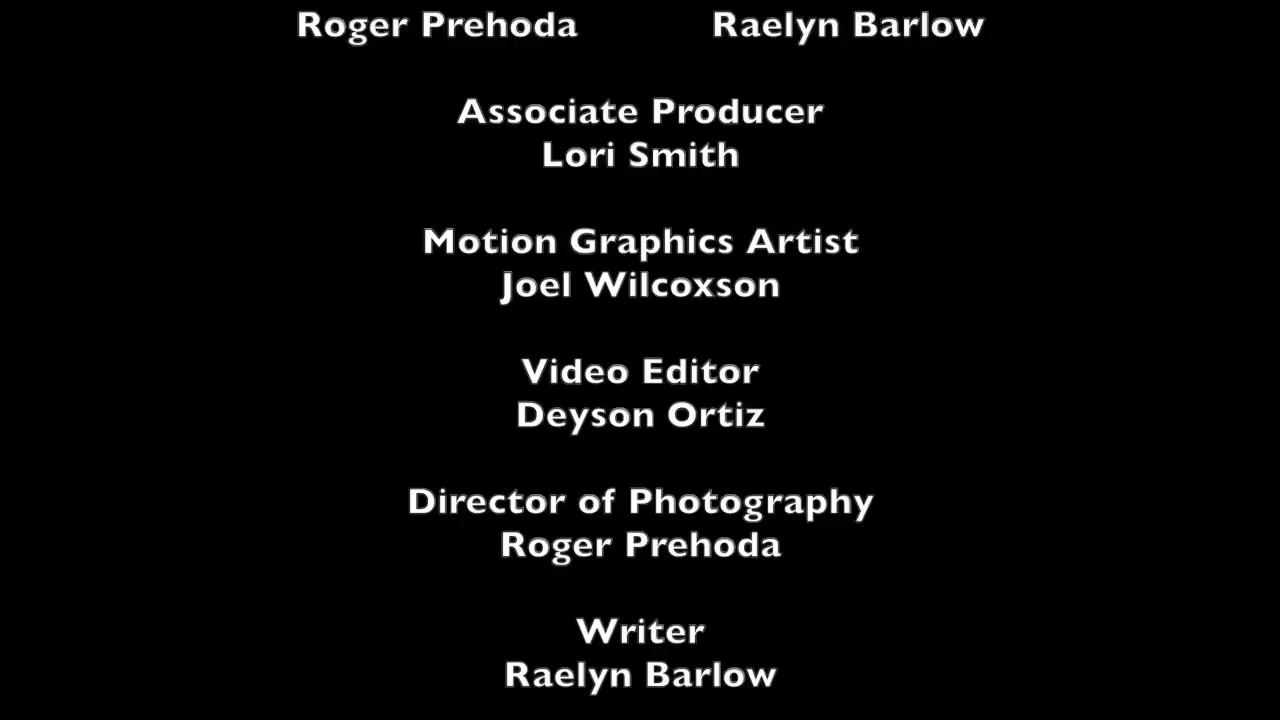 Roger Prehoda Raelyn Barlow
Associate Producer
Lori Smith
Motion Graphics Artist
Joel Wilcoxson
Video Editor
Deyson Ortiz
Director of Photography
Roger Prehoda
Writer
Raelyn Barlow